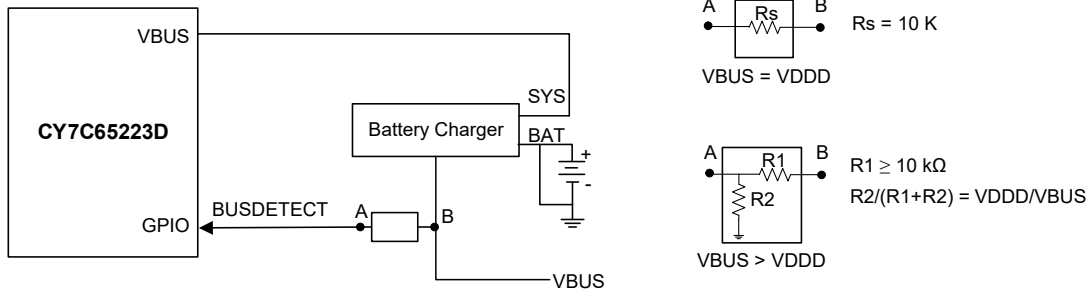 VBUS
CY7C65223D
GPIO
BUSDETECT
A
B
Battery Charger
SYS
BAT
+
-
VBUS
A
B
Rs
Rs = 10 K
VBUS = VDDD
A
B
R1
R2
R1 ≥ 10 kΩ
R2/(R1+R2) = VDDD/VBUS
VBUS > VDDD